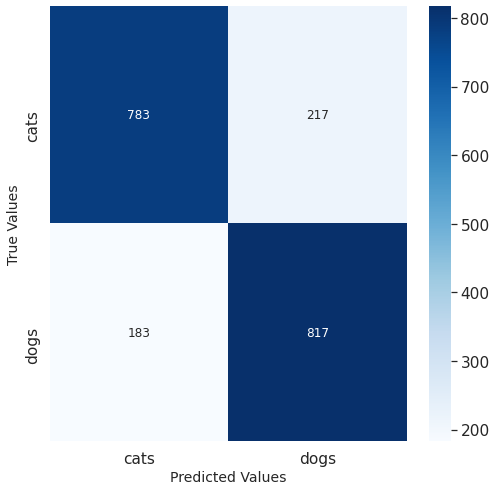 800
783
217
cats
700
600
True Values
500
400
183
817
dogs
300
200
cats
dogs
Predicted Values